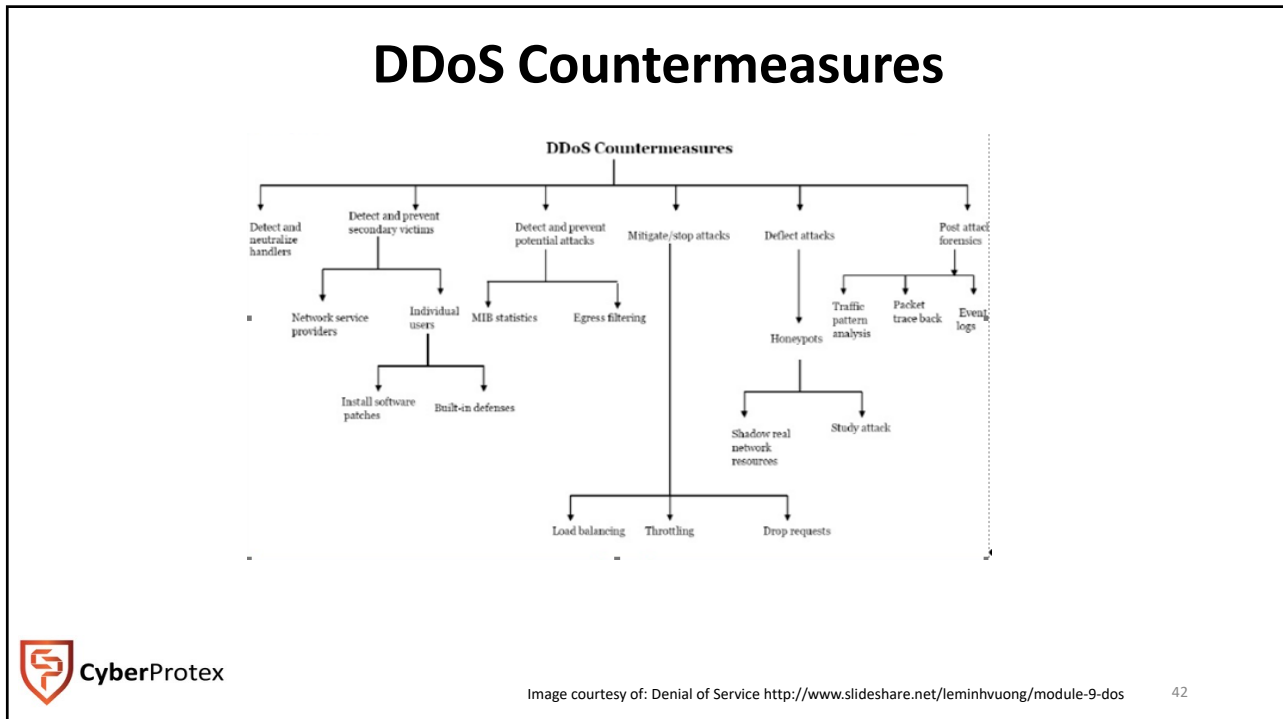 DDoS Countermeasures
DDoS Countermeasures
Detect and
neutralize
handlers
Detect and prevent
secondary victims
Detect and prevent
potential attacks
Mitigate/stop attacks
Deflect attacks
Post attack
forensics
Network service
providers
Individual
users
MIB statistics
Egress filtering
Honeypots
Traffic
pattern
analysis
Packet
trace back
Event
logs
Install software
patches
Built-in defenses
Shadow real
network
resources
Study attack
Load balancing
Throttling
Drop requests
CyberProtex
Image courtesy of: Denial of Service http://www.slideshare.net/leminhvuong/module-9-dos
42